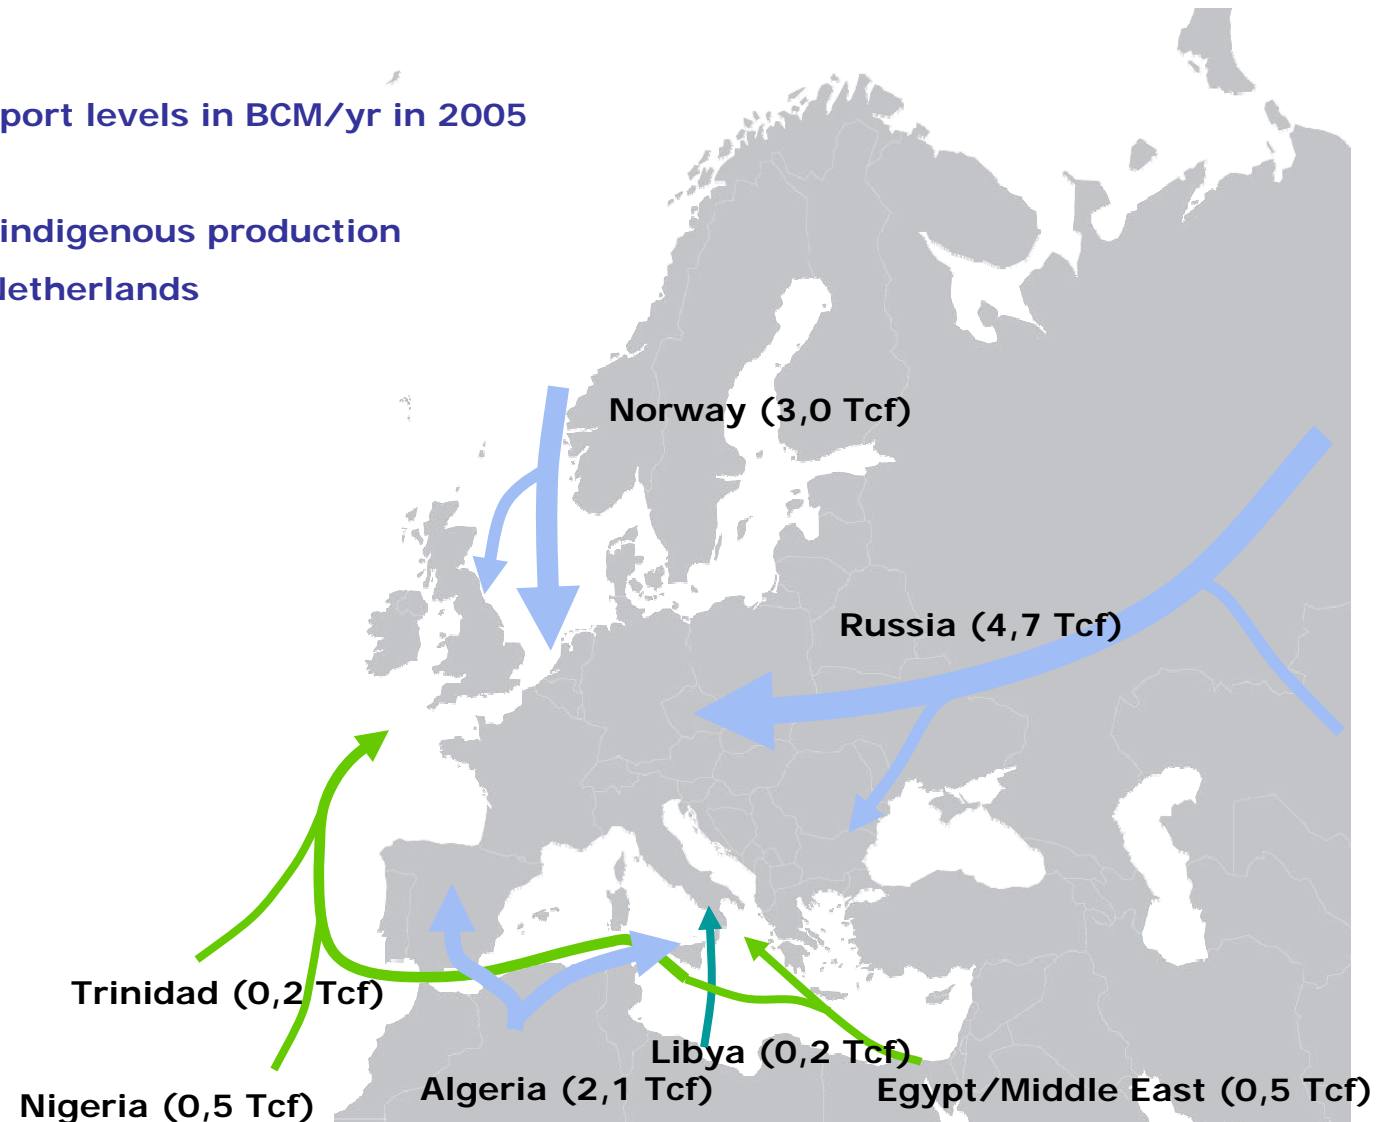 port levels in BCM/yr in 2005
indigenous production
letherlands
Norway (3,0 Tcf)
Russia (4,7 Tcf)
Trinidad (0,2 Tcf)
Libya (0,2 Tcf)
Algeria (2,1 Tcf)
Egypt/Middle East (0,5 Tcf)
Nigeria (0,5 Tcf)